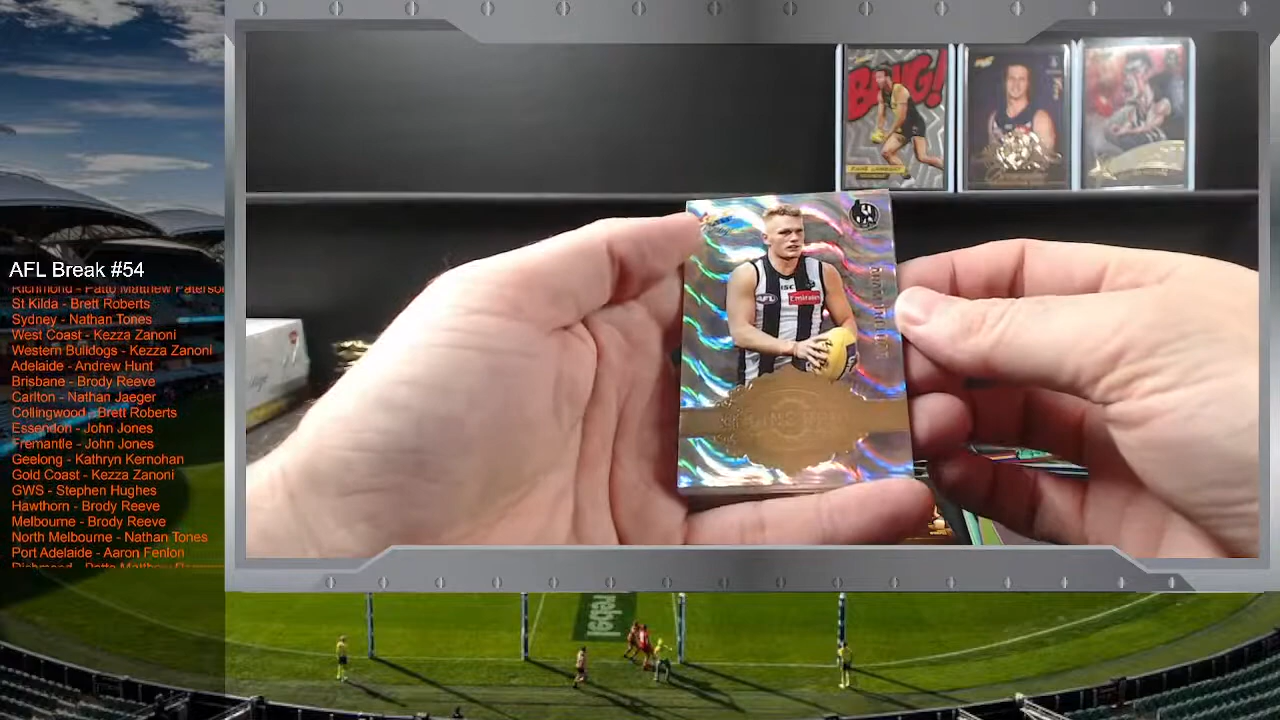 AFL Break #54
Richmond - Patto Matthew Paterson
St Kilda - Brett Roberts
Sydney - Nathan Tones
West Coast - Kezza Zanoni
Western Bulldogs - Kezza Zanoni
Adelaide - Andrew Hunt
Brisbane - Brody Reeve
Carlton - Nathan Jaeger
Collingwood - Brett Roberts
Essendon - John Jones
Fremantle - John Jones
Geelong - Kathryn Kernohan
Gold Coast - Kezza Zanoni
GWS - Stephen Hughes
Hawthorn - Brody Reeve
Melbourne - Brody Reeve
North Melbourne - Nathan Tones
Port Adelaide - Aaron Fenlon
BANG!
AFL
ISC
Emirates
rebel